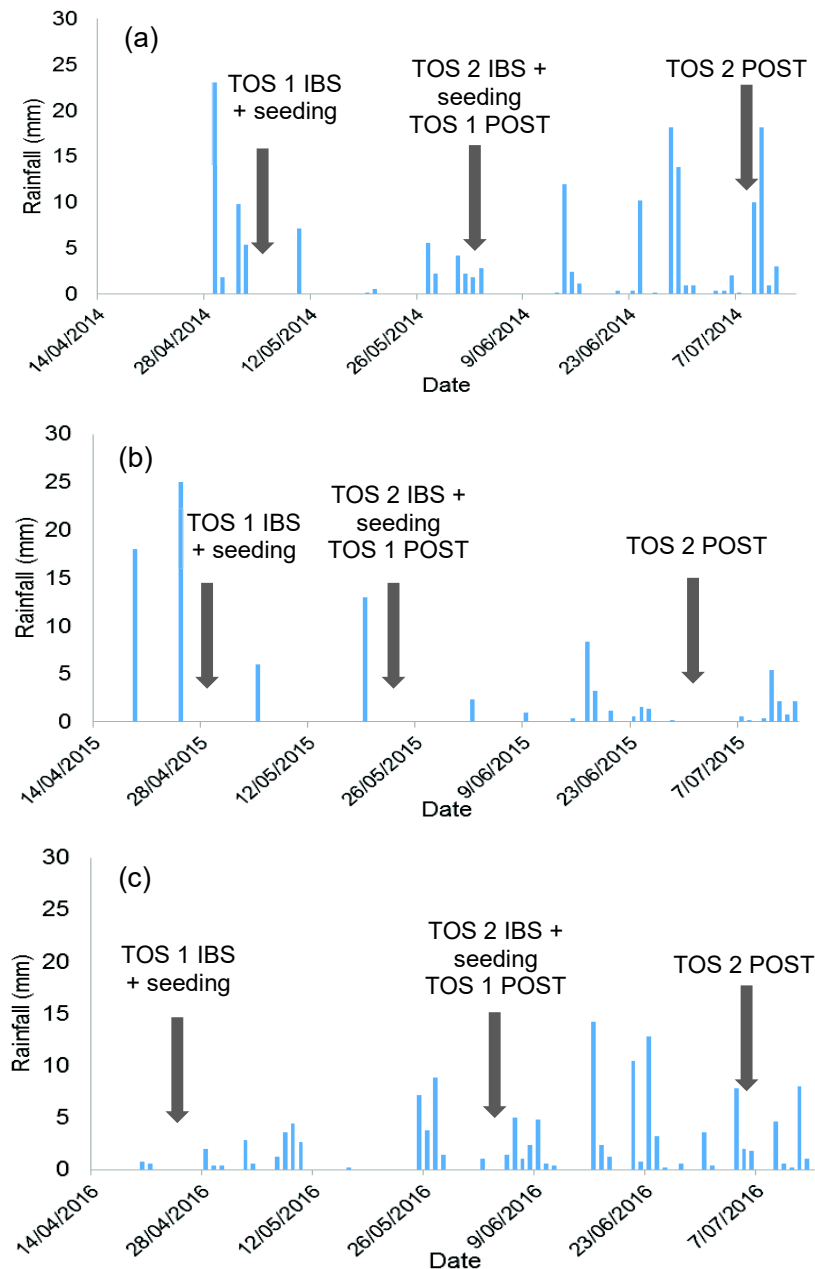 (a)
30
25
20
15
10
5
0
Rainfall (mm)
TOS 1 IBS
+ seeding
TOS 2 IBS +
seeding
TOS 1 POST
TOS 2 POST
14/04/2014
28/04/2014
12/05/2014
26/05/2014
9/06/2014
23/06/2014
7/07/2014
Date
(b)
30
25
20
15
10
5
0
Rainfall (mm)
TOS 1 IBS
+ seeding
TOS 2 IBS +
seeding
TOS 1 POST
TOS 2 POST
14/04/2015
28/04/2015
12/05/2015
26/05/2015
9/06/2015
23/06/2015
7/07/2015
Date
(c)
30
25
20
15
10
5
0
Rainfall (mm)
TOS 1 IBS
+ seeding
TOS 2 IBS +
seeding
TOS 1 POST
TOS 2 POST
14/04/2016
28/04/2016
12/05/2016
26/05/2016
9/06/2016
23/06/2016
7/07/2016
Date